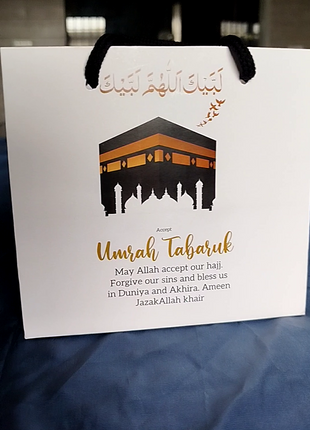 لَبَّيْكَ اَللّٰهُمَّ لَبَّيْكَ
Accept
Umrah Tabaruk
May Allah accept our hajj.
Forgive our sins and bless us
in Duniya and Akhira. Ameen
JazakAllah khair